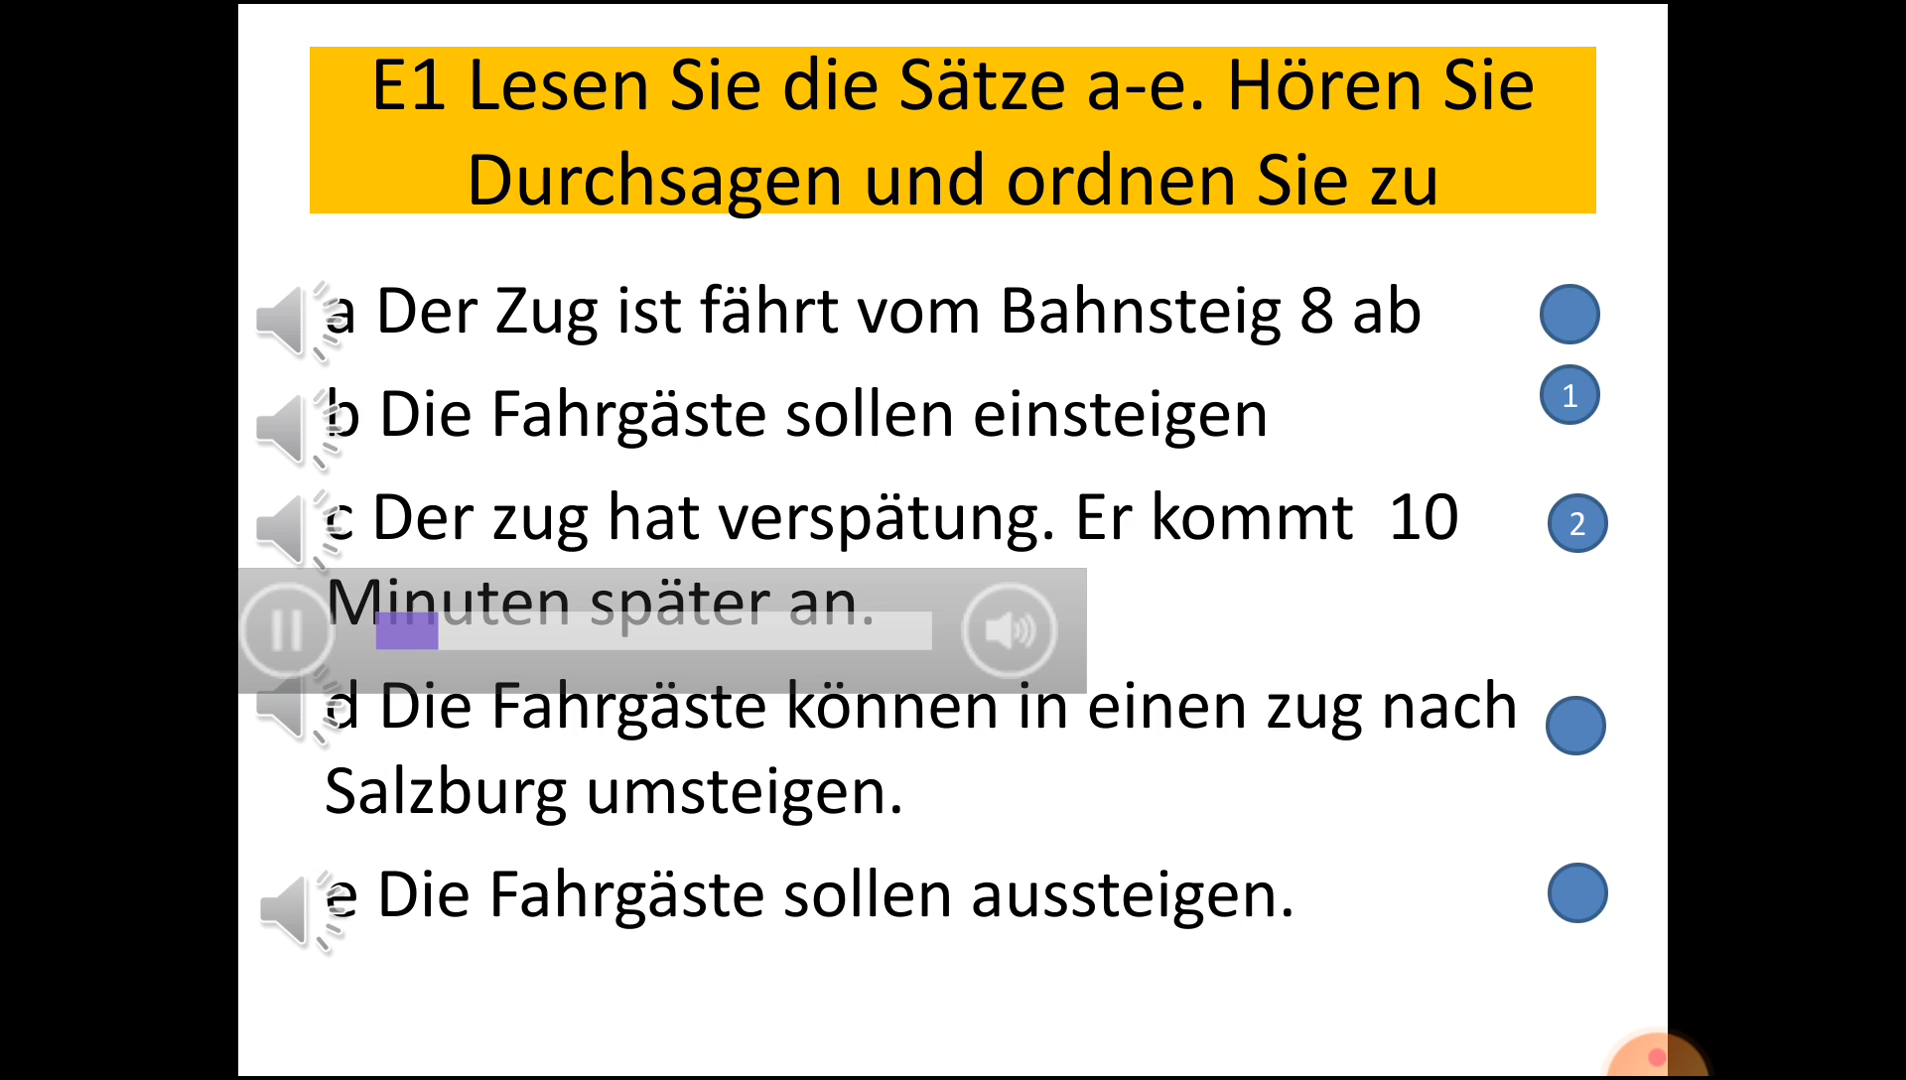 E1 Lesen Sie die Sätze a-e. Hören Sie
Durchsagen und ordnen Sie zu
a Der Zug ist fährt vom Bahnsteig 8 ab
b Die Fahrgäste sollen einsteigen
1
c Der zug hat verspätung. Er kommt 10
2
Minuten später an.
d Die Fahrgäste können in einen zug nach
Salzburg umsteigen.
e Die Fahrgäste sollen aussteigen.